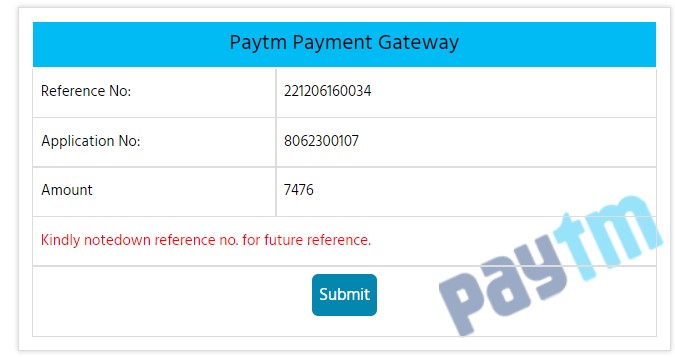 Paytm Payment Gateway
Reference No: 221206160034
Application No: 8062300107
Amount 7476
Kindly notedown reference no. for future reference.
Submit
paytm